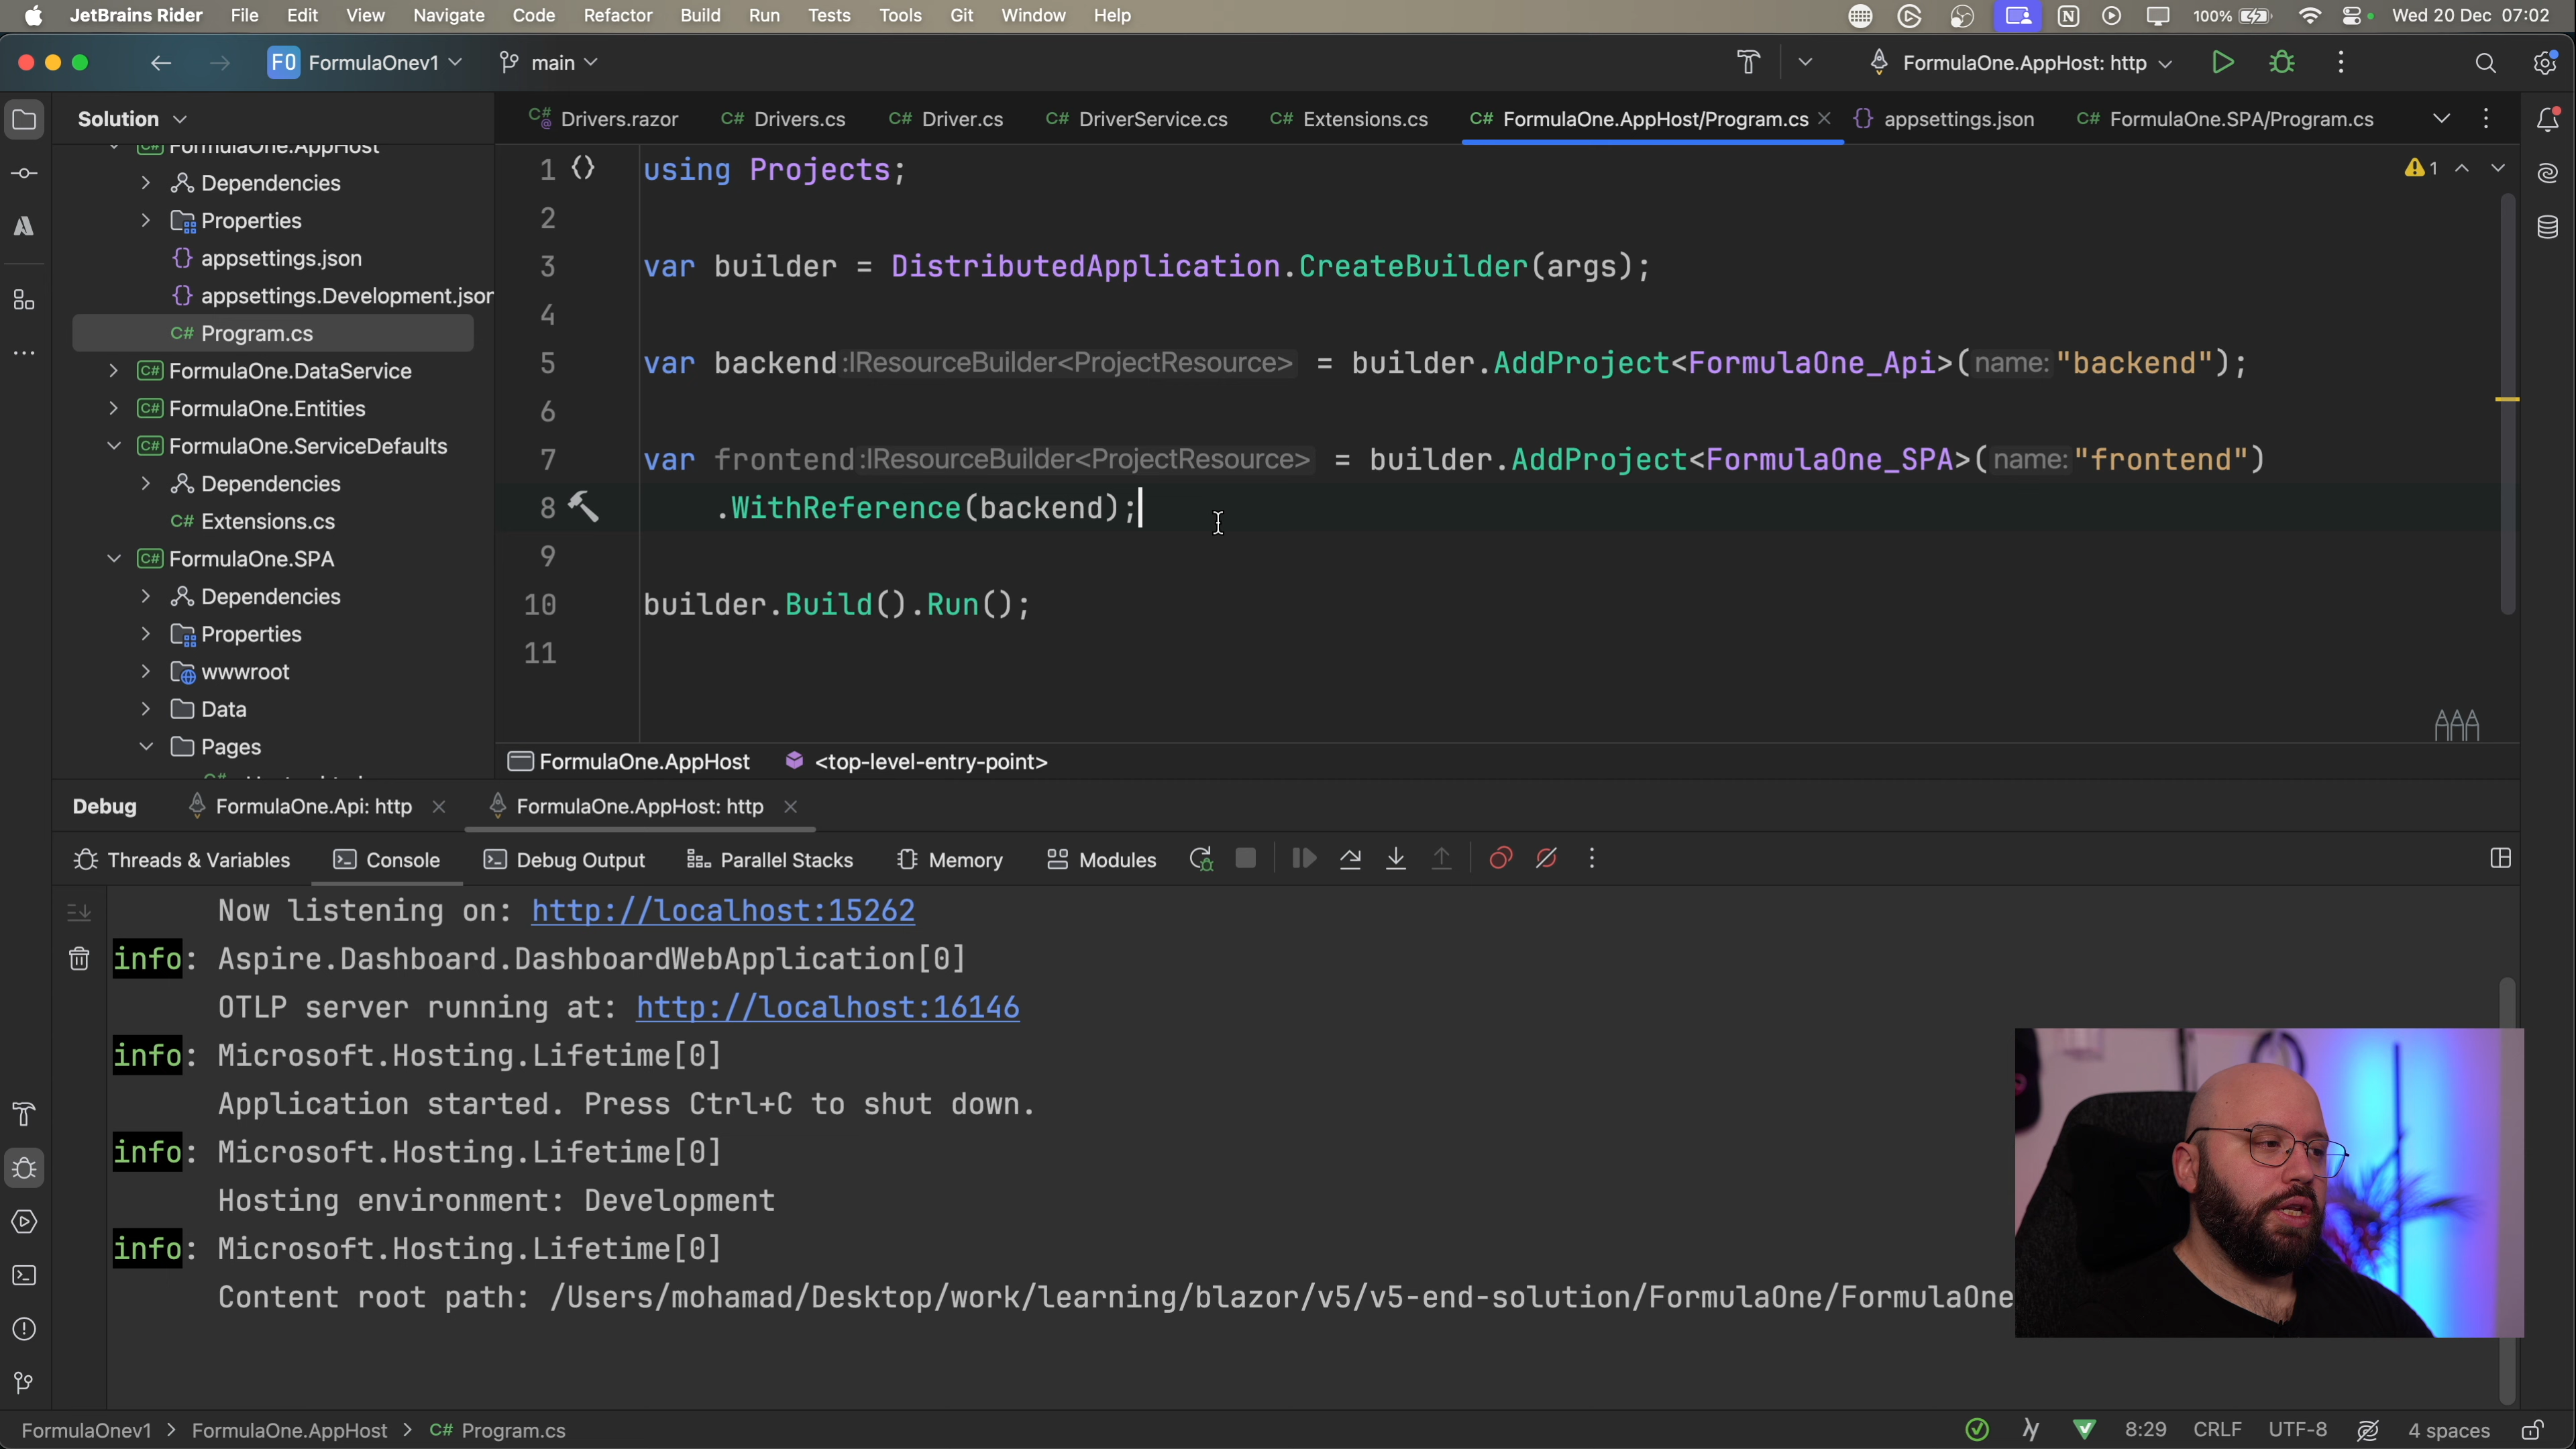 JetBrains Rider File Edit View Navigate Code Refactor Build Run Tests Tools Git Window Help 100% Wed 20 Dec 07:02
FO FormulaOnev1 main FormulaOne.AppHost: http
Solution
FormulaOne.AppHost
Dependencies
Properties
{} appsettings.json
{} appsettings.Development.json
C# Program.cs
C# FormulaOne.DataService
C# FormulaOne.Entities
C# FormulaOne.ServiceDefaults
Dependencies
C# Extensions.cs
C# FormulaOne.SPA
Dependencies
Properties
wwwroot
Data
Pages
C# Drivers.razor C# Drivers.cs C# Driver.cs C# DriverService.cs C# Extensions.cs C# FormulaOne.AppHost/Program.cs {} appsettings.json C# FormulaOne.SPA/Program.cs
1 {} using Projects; 1
2
3 var builder = DistributedApplication.CreateBuilder(args);
4
5 var backend :IResourceBuilder<ProjectResource> = builder.AddProject<FormulaOne_Api>( name: "backend");
6
7 var frontend :IResourceBuilder<ProjectResource> = builder.AddProject<FormulaOne_SPA>( name: "frontend")
8 .WithReference(backend);
9
10 builder.Build().Run();
11
FormulaOne.AppHost <top-level-entry-point>
Debug FormulaOne.Api: http FormulaOne.AppHost: http
Threads & Variables Console Debug Output Parallel Stacks Memory Modules
Now listening on: http://localhost:15262
info: Aspire.Dashboard.DashboardWebApplication[0]
OTLP server running at: http://localhost:16146
info: Microsoft.Hosting.Lifetime[0]
Application started. Press Ctrl+C to shut down.
info: Microsoft.Hosting.Lifetime[0]
Hosting environment: Development
info: Microsoft.Hosting.Lifetime[0]
Content root path: /Users/mohamad/Desktop/work/learning/blazor/v5/v5-end-solution/FormulaOne/FormulaOne
FormulaOnev1 > FormulaOne.AppHost > C# Program.cs 8:29 CRLF UTF-8 4 spaces